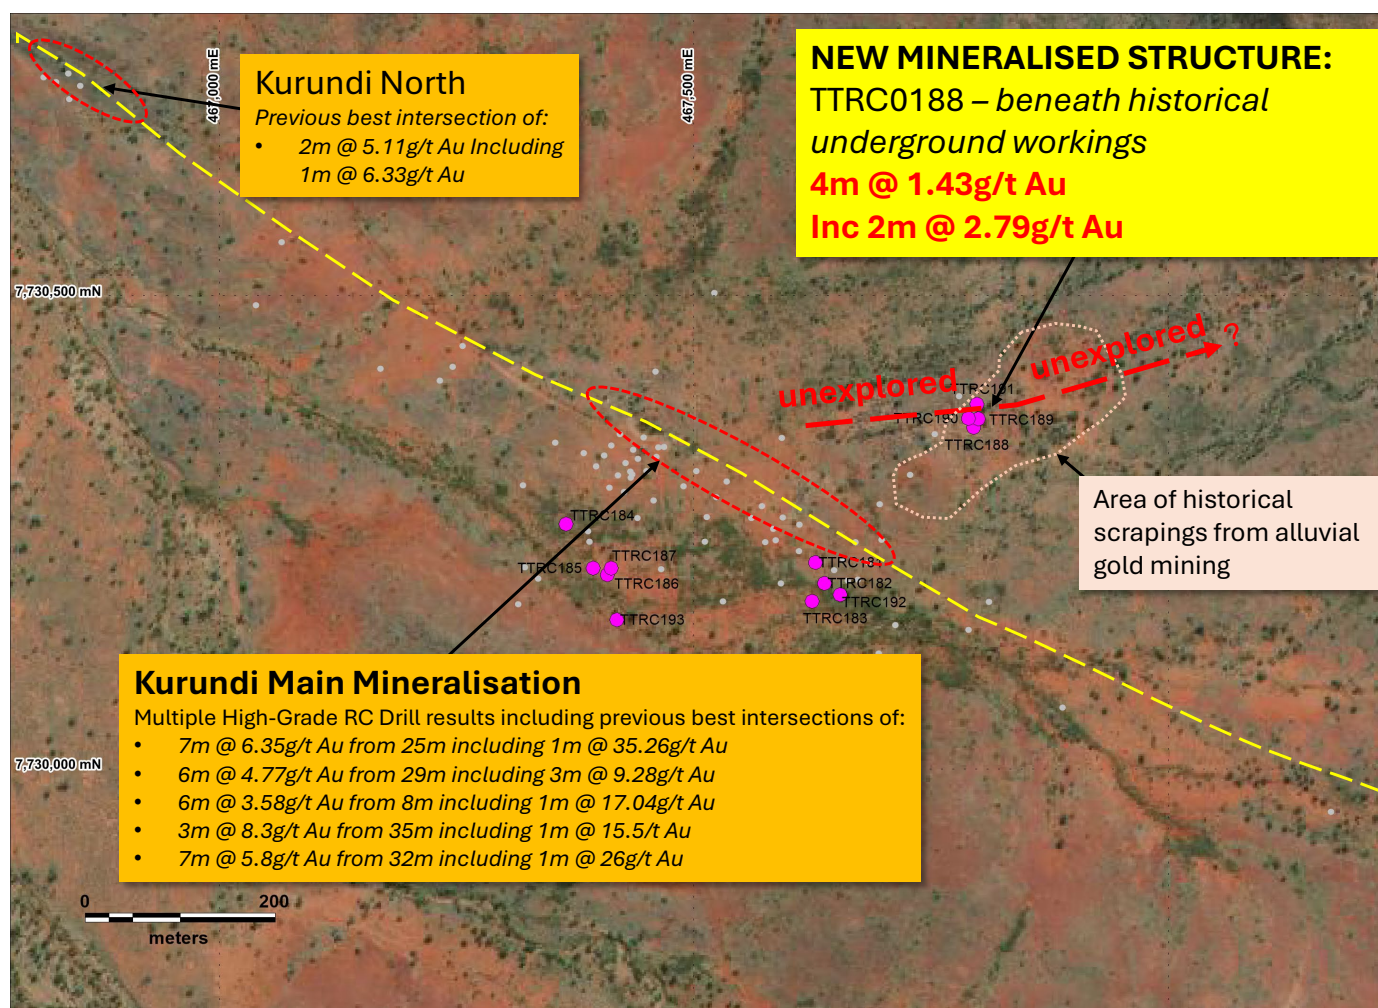 Kurundi North
Previous best intersection of:
• 2m @ 5.11g/t Au Including
1m @ 6.33g/t Au
467,000 mE
467,500 mE
NEW MINERALISED STRUCTURE:
TTRC0188 – beneath historical
underground workings
4m @ 1.43g/t Au
Inc 2m @ 2.79g/t Au
7,730,500 mN
unexplored
unexplored ?
TTRC191
TTRC190
TTRC189
TTRC188
Area of historical
scrapings from alluvial
gold mining
TTRC184
TTRC187
TTRC185
TTRC186
TTRC193
TTRC181
TTRC182
TTRC192
TTRC183
Kurundi Main Mineralisation
Multiple High-Grade RC Drill results including previous best intersections of:
• 7m @ 6.35g/t Au from 25m including 1m @ 35.26g/t Au
• 6m @ 4.77g/t Au from 29m including 3m @ 9.28g/t Au
• 6m @ 3.58g/t Au from 8m including 1m @ 17.04g/t Au
• 3m @ 8.3g/t Au from 35m including 1m @ 15.5/t Au
• 7m @ 5.8g/t Au from 32m including 1m @ 26g/t Au
7,730,000 mN
0 200
meters